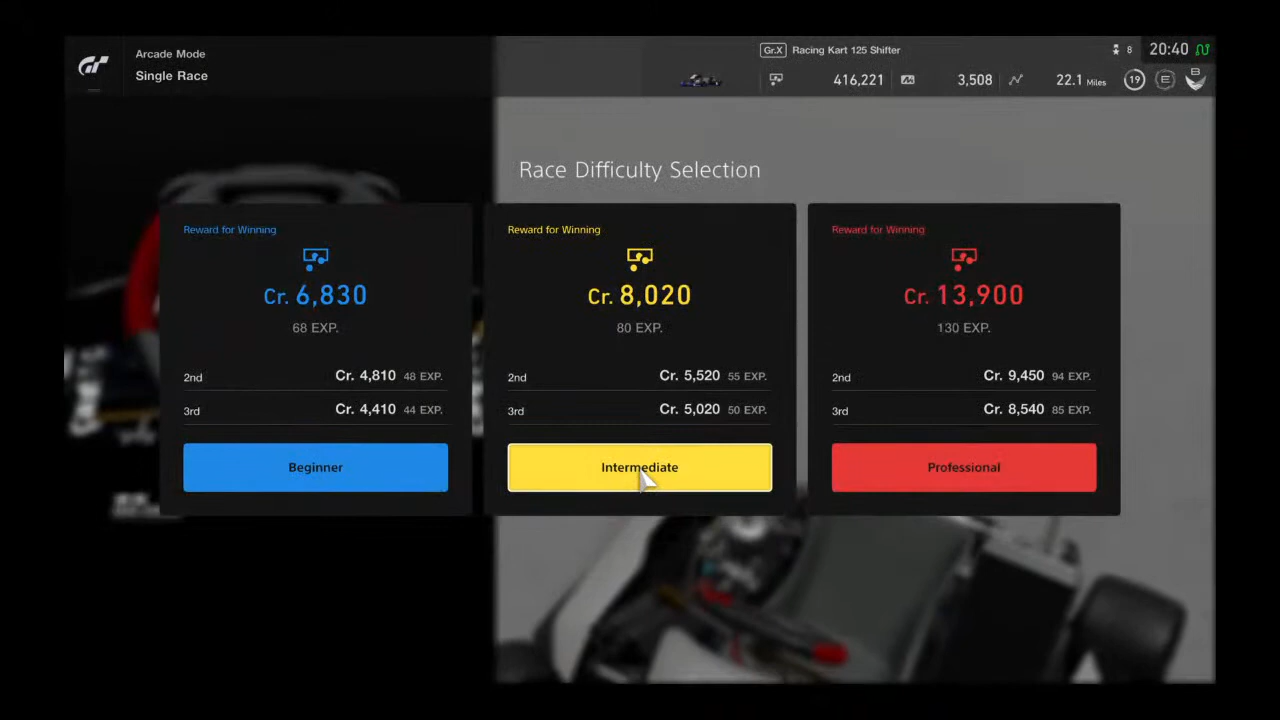 Arcade Mode
Single Race
Gr.X Racing Kart 125 Shifter
8 20:40
416,221 3,508 22.1 Miles 19 E B
Race Difficulty Selection
Reward for Winning
Cr. 6,830
68 EXP.
2nd Cr. 4,810 48 EXP.
3rd Cr. 4,410 44 EXP.
Beginner
Reward for Winning
Cr. 8,020
80 EXP.
2nd Cr. 5,520 55 EXP.
3rd Cr. 5,020 50 EXP.
Intermediate
Reward for Winning
Cr. 13,900
130 EXP.
2nd Cr. 9,450 94 EXP.
3rd Cr. 8,540 85 EXP.
Professional